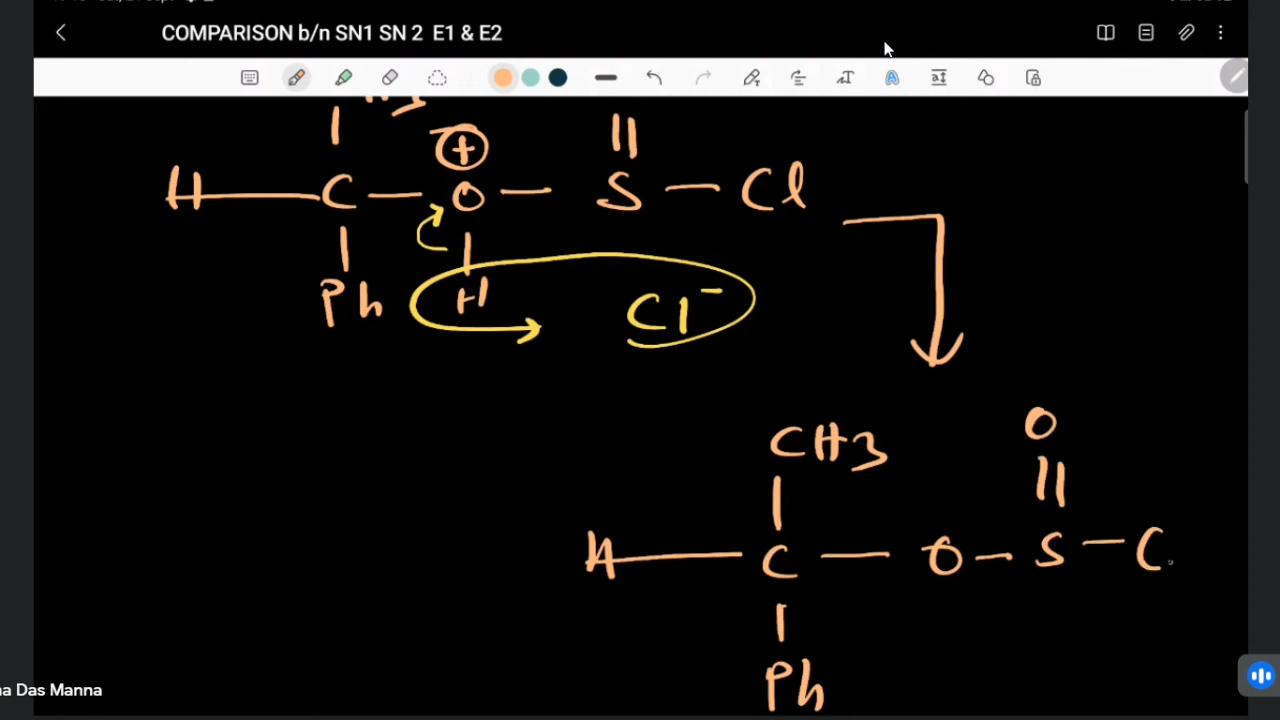 COMPARISON b/n SN1 SN 2 E1 & E2
H — C — O — S — Cl
Ph H Cl⁻
CH3 O
H — C — O — S — C
Ph
a Das Manna